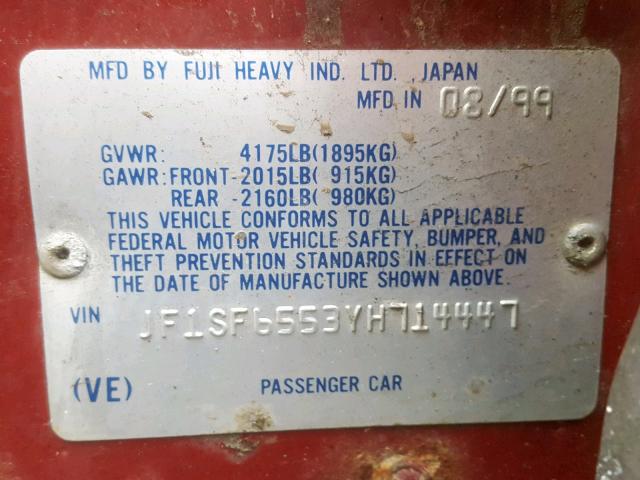 MFD BY FUJI HEAVY IND. LTD. ,JAPAN
MFD IN 08/99
GVWR: 4175LB(1895KG)
GAWR:FRONT-2015LB( 915KG)
REAR -2160LB( 980KG)
THIS VEHICLE CONFORMS TO ALL APPLICABLE
FEDERAL MOTOR VEHICLE SAFETY, BUMPER, AND
THEFT PREVENTION STANDARDS IN EFFECT ON
THE DATE OF MANUFACTURE SHOWN ABOVE.
VIN JF1SF6553YH714447
(VE) PASSENGER CAR